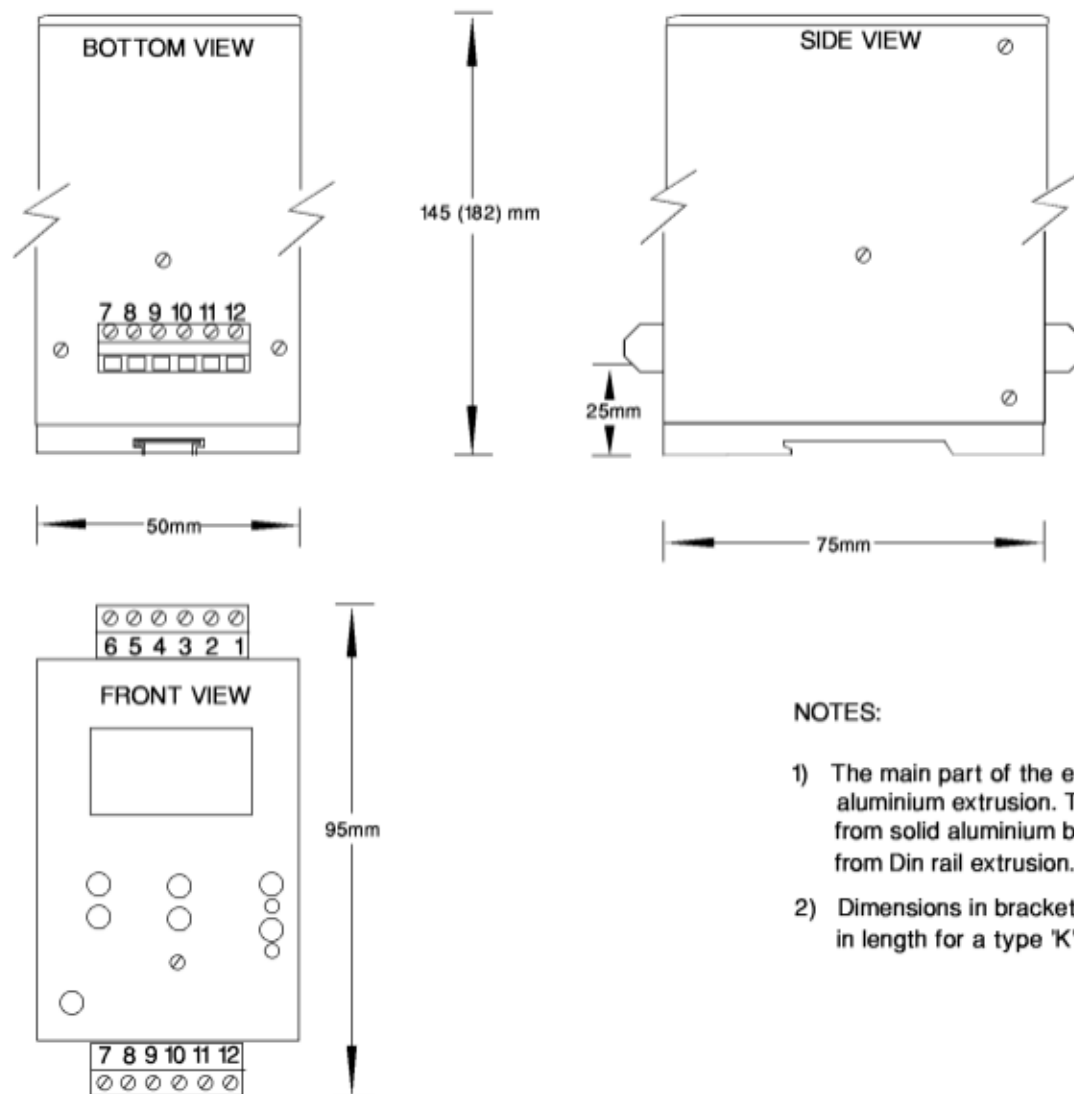 BOTTOM VIEW
SIDE VIEW
145 (182) mm
7 8 9 10 11 12
25mm
50mm
75mm
6 5 4 3 2 1
FRONT VIEW
95mm
7 8 9 10 11 12
NOTES:
1) The main part of the e
aluminium extrusion. T
from solid aluminium b
from Din rail extrusion.
2) Dimensions in bracket
in length for a type 'K'